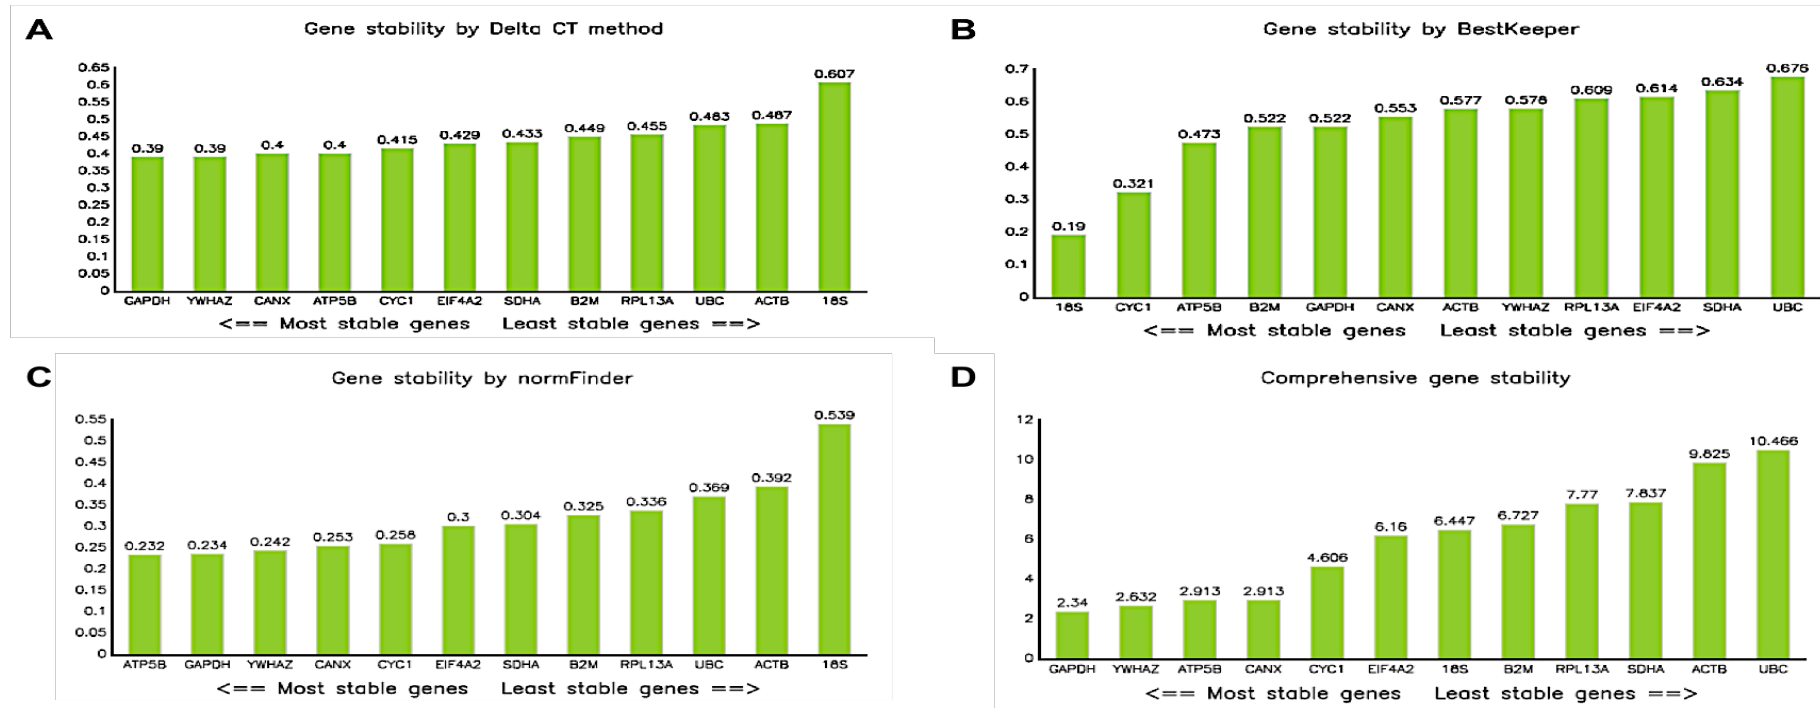 A
Gene stability by Delta CT method
0.65
0.6
0.55
0.5
0.45
0.4
0.35
0.3
0.25
0.2
0.15
0.1
0.05
0
0.39 0.39 0.4 0.4 0.415 0.429 0.433 0.449 0.455 0.483 0.487 0.607
GAPDH YWHAZ CANX ATP5B CYC1 EIF4A2 SDHA B2M RPL13A UBC ACTB 18S
<== Most stable genes Least stable genes ==>
B
Gene stability by BestKeeper
0.7
0.6
0.5
0.4
0.3
0.2
0.1
0
0.19 0.321 0.473 0.522 0.522 0.553 0.577 0.578 0.609 0.614 0.634 0.676
18S CYC1 ATP5B B2M GAPDH CANX ACTB YWHAZ RPL13A EIF4A2 SDHA UBC
<== Most stable genes Least stable genes ==>
C
Gene stability by normFinder
0.55
0.5
0.45
0.4
0.35
0.3
0.25
0.2
0.15
0.1
0.05
0
0.232 0.234 0.242 0.253 0.258 0.3 0.304 0.325 0.336 0.369 0.392 0.539
ATP5B GAPDH YWHAZ CANX CYC1 EIF4A2 SDHA B2M RPL13A UBC ACTB 18S
<== Most stable genes Least stable genes ==>
D
Comprehensive gene stability
12
10
8
6
4
2
0
2.34 2.632 2.913 2.913 4.606 6.16 6.447 6.727 7.77 7.837 9.825 10.466
GAPDH YWHAZ ATP5B CANX CYC1 EIF4A2 18S B2M RPL13A SDHA ACTB UBC
<== Most stable genes Least stable genes ==>